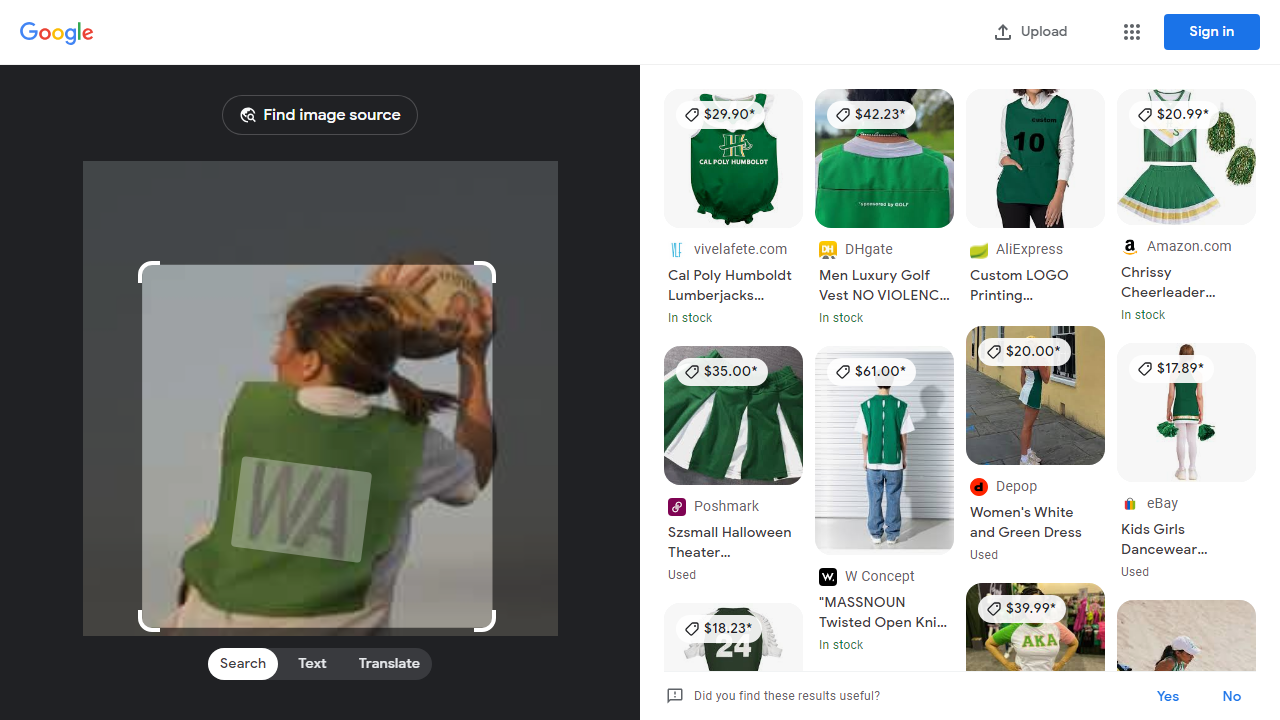 Google
Upload
Sign in
Find image source
WA
Search
Text
Translate
$29.90*
CAL POLY HUMBOLDT
vivelafete.com
Cal Poly Humboldt
Lumberjacks...
In stock
$42.23*
"sponsored by GOLF
DHgate
Men Luxury Golf
Vest NO VIOLENC...
In stock
Custom
10
AliExpress
Custom LOGO
Printing...
$20.99*
Amazon.com
Chrissy
Cheerleader...
In stock
$35.00*
Poshmark
Szsmall Halloween
Theater...
Used
$61.00*
W Concept
"MASSNOUN
Twisted Open Kni...
In stock
$20.00*
Depop
Women's White
and Green Dress
Used
$17.89*
eBay
Kids Girls
Dancewear...
Used
$18.23*
24
$39.99*
AKA
Did you find these results useful?
Yes
No